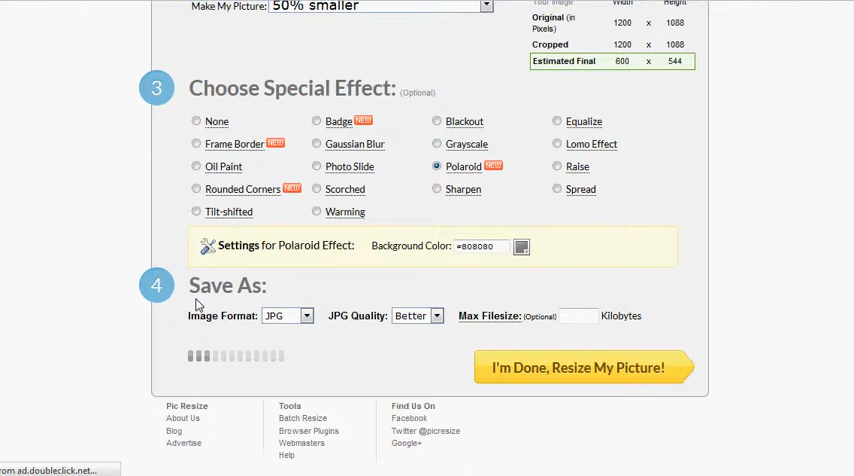 Make My Picture: 50% smaller
Your Image Width Height
Original (in Pixels) 1200 x 1088
Cropped 1200 x 1088
Estimated Final 600 x 544
3 Choose Special Effect: (Optional)
None Badge NEW Blackout Equalize
Frame Border NEW Gaussian Blur Grayscale Lomo Effect
Oil Paint Photo Slide Polaroid NEW Raise
Rounded Corners NEW Scorched Sharpen Spread
Tilt-shifted Warming
Settings for Polaroid Effect: Background Color: #808080
4 Save As:
Image Format: JPG JPG Quality: Better Max Filesize: (Optional) Kilobytes
I'm Done, Resize My Picture!
Pic Resize Tools Find Us On
About Us Batch Resize Facebook
Blog Browser Plugins Twitter @picresize
Advertise Webmasters Google+
Help
rom ad.doubleclick.net...